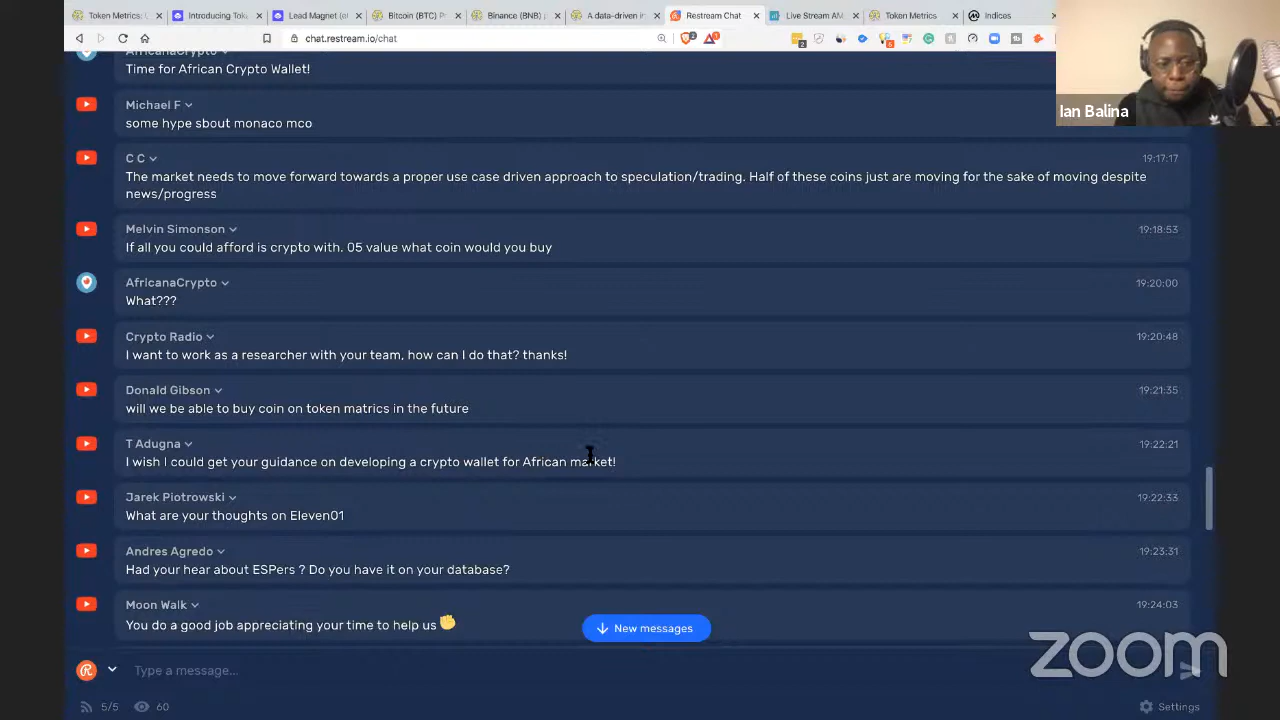 Token Metrics: C
Introducing Tok
Lead Magnet (o
Bitcoin (BTC) P
Binance (BNB)
A data-driven i
Restream Chat
Live Stream AN
Token Metrics
Indices
chat.restream.io/chat
AfricanaCrypto
Time for African Crypto Wallet!
Michael F
some hype sbout monaco mco
C C 19:17:17
The market needs to move forward towards a proper use case driven approach to speculation/trading. Half of these coins just are moving for the sake of moving despite
news/progress
Melvin Simonson 19:18:53
If all you could afford is crypto with. 05 value what coin would you buy
AfricanaCrypto 19:20:00
What???
Crypto Radio 19:20:48
I want to work as a researcher with your team, how can I do that? thanks!
Donald Gibson 19:21:35
will we be able to buy coin on token matrics in the future
T Adugna 19:22:21
I wish I could get your guidance on developing a crypto wallet for African market!
Jarek Piotrowski 19:22:33
What are your thoughts on Eleven01
Andres Agredo 19:23:31
Had your hear about ESPers ? Do you have it on your database?
Moon Walk 19:24:03
You do a good job appreciating your time to help us
New messages
Type a message...
5/5 60 Settings
Ian Balina
zoom